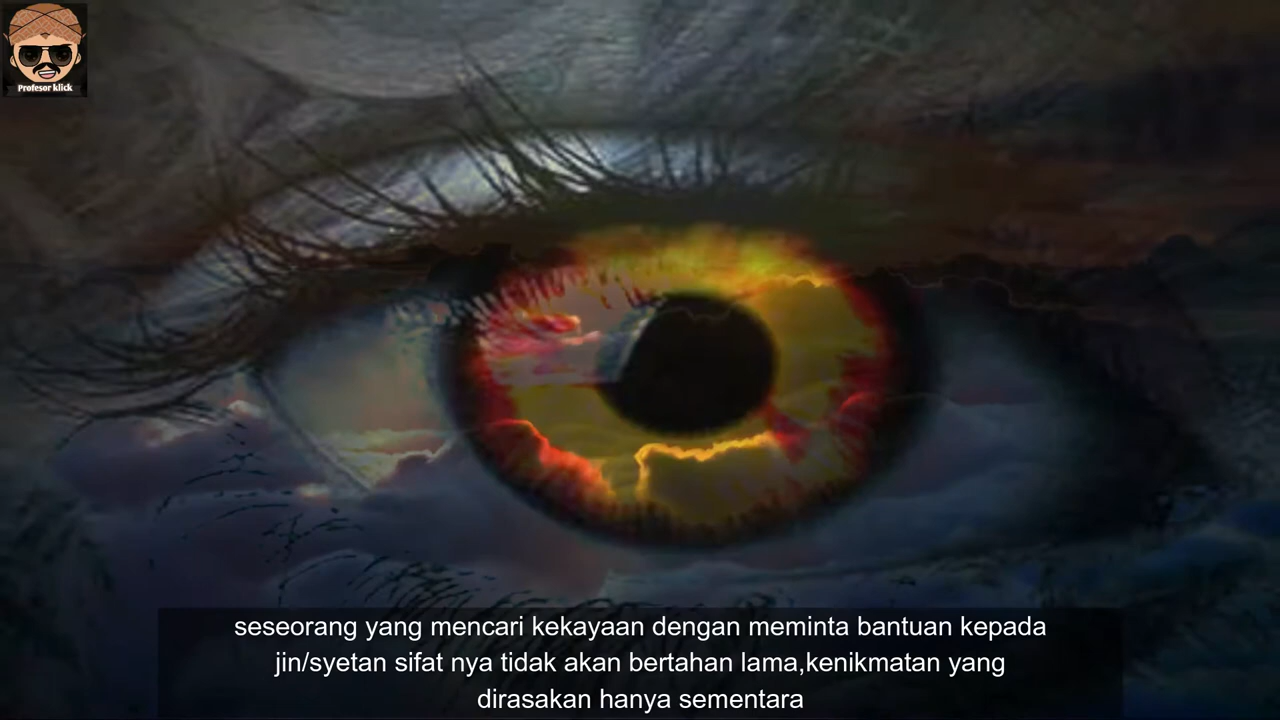 Profesor klick
seseorang yang mencari kekayaan dengan meminta bantuan kepada
jin/syetan sifat nya tidak akan bertahan lama,kenikmatan yang
dirasakan hanya sementara